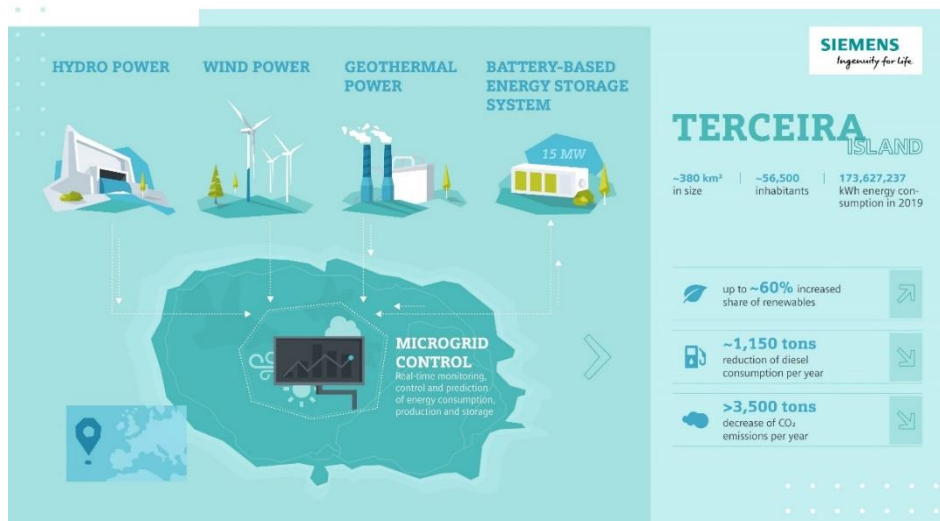 SIEMENS
Ingenuity for life
HYDRO POWER
WIND POWER
GEOTHERMAL
POWER
BATTERY-BASED
ENERGY STORAGE
SYSTEM
15 MW
TERCEIRA
ISLAND
~380 km²
in size
~56,500
inhabitants
173,627,237
kWh energy con-
sumption in 2019
up to ~60% increased
share of renewables
~1,150 tons
reduction of diesel
consumption per year
>3,500 tons
decrease of CO₂
emissions per year
MICROGRID
CONTROL
Real-time monitoring,
control and prediction
of energy consumption,
production and storage